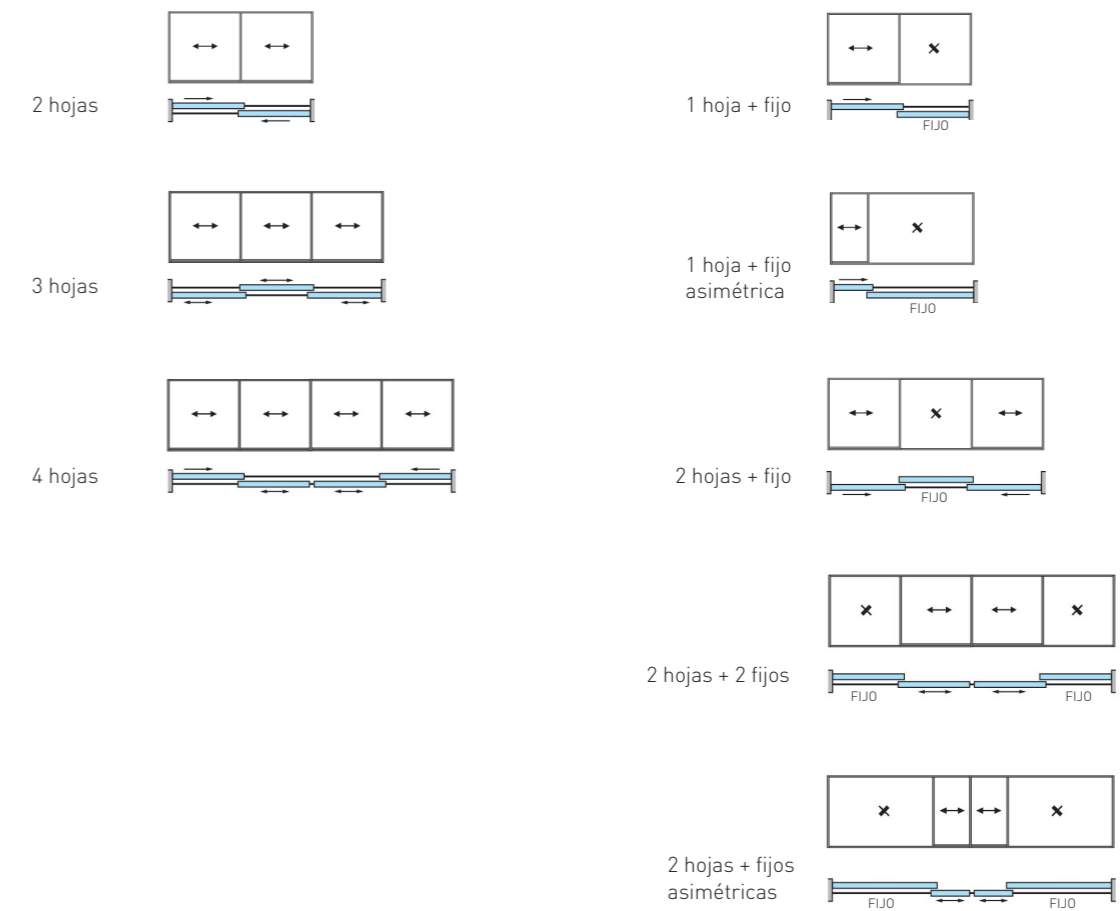 2 hojas
3 hojas
4 hojas
1 hoja + fijo
FIJO
1 hoja + fijo
asimétrica
FIJO
2 hojas + fijo
FIJO
2 hojas + 2 fijos
FIJO
FIJO
2 hojas + fijos
asimétricas
FIJO
FIJO